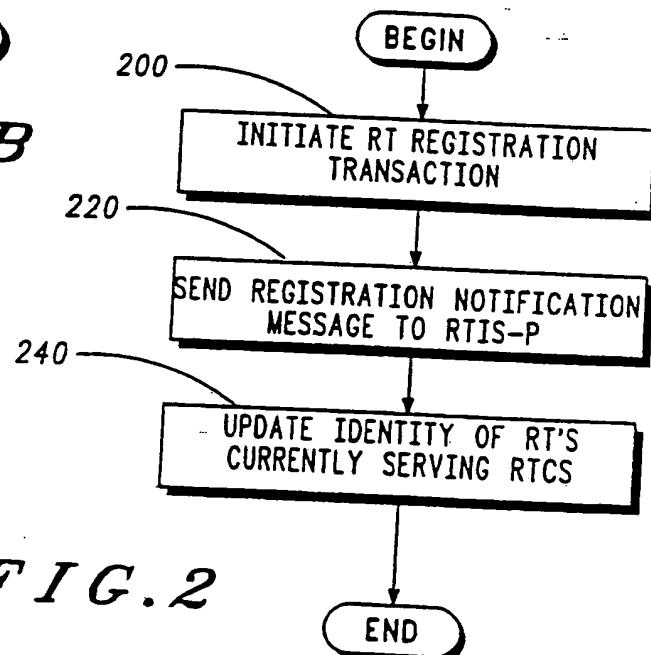 BEGIN
200
INITIATE RT REGISTRATION
TRANSACTION
B
220
SEND REGISTRATION NOTIFICATION
MESSAGE TO RTIS-P
240
UPDATE IDENTITY OF RT'S
CURRENTLY SERVING RTCS
FIG.2
END